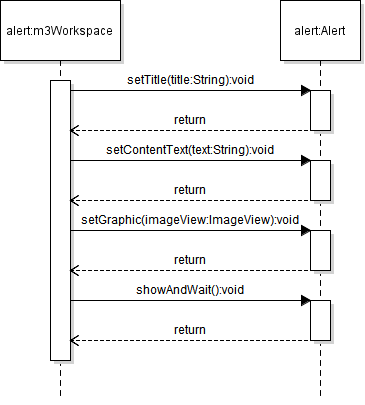 alert:m3Workspace
alert:Alert
setTitle(title:String):void
return
setContentText(text:String):void
return
setGraphic(imageView:ImageView):void
return
showAndWait():void
return